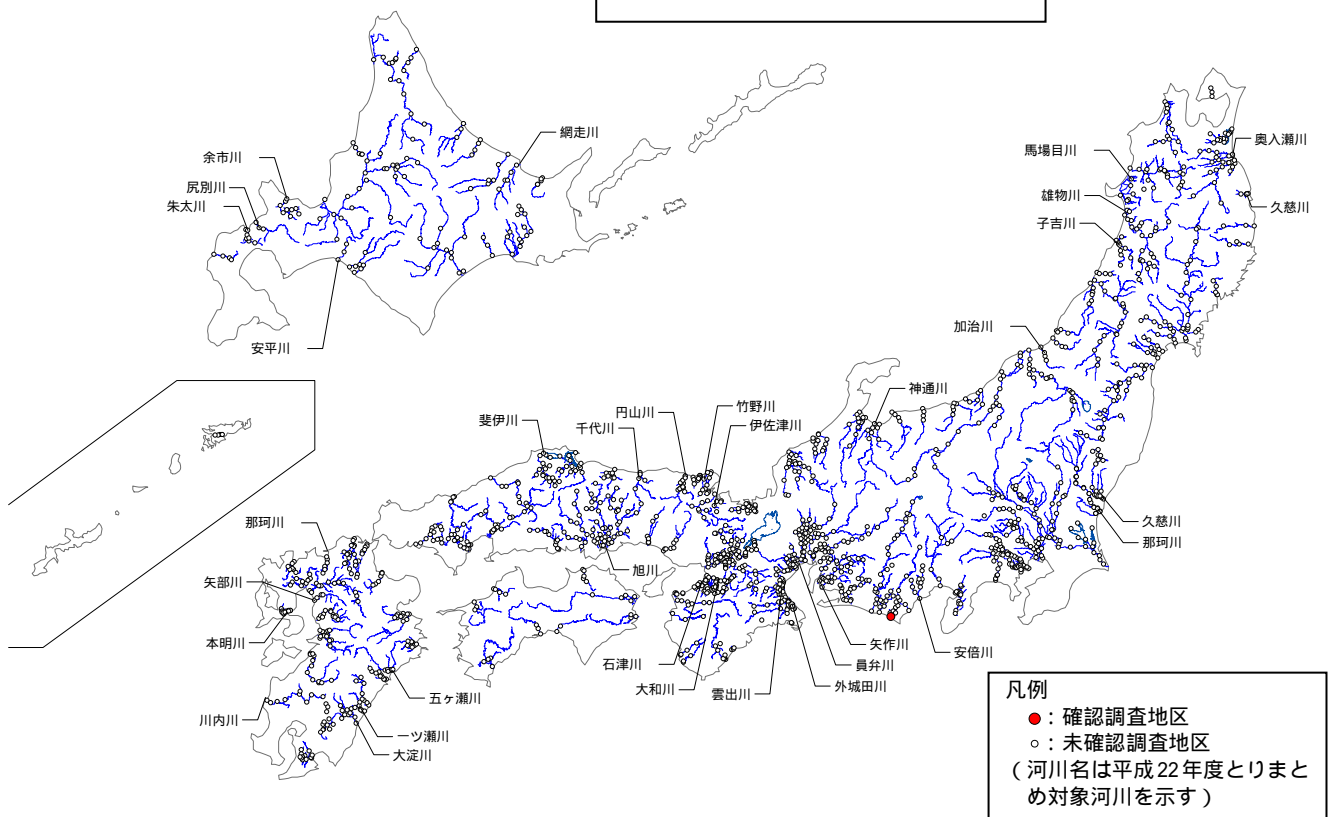 網走川
余市川
尻別川
朱太川
安平川
奥入瀬川
馬場目川
雄物川
久慈川
子吉川
加治川
神通川
竹野川
円山川
伊佐津川
斐伊川
千代川
久慈川
那珂川
那珂川
旭川
矢部川
本明川
矢作川
安倍川
石津川
員弁川
大和川
外城田川
雲出川
五ヶ瀬川
川内川
一ツ瀬川
大淀川
凡例
●:確認調査地区
○:未確認調査地区
(河川名は平成22年度とりまと
め対象河川を示す)